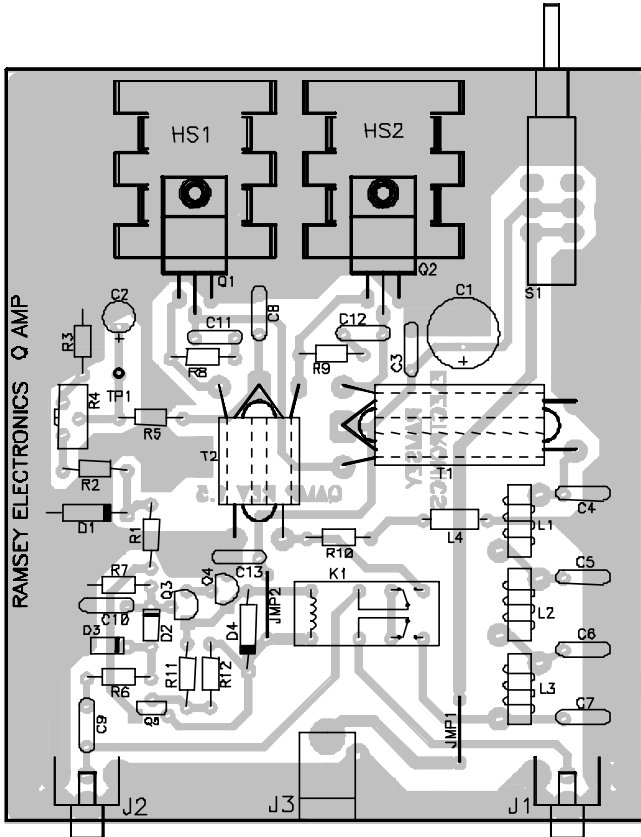 HS1
HS2
Q1
Q2
S1
C2
C8
C1
C11
C12
C3
R3
R8
R9
TP1
R4
R5
T2
T1
R2
D1
R1
R10
L4
L1
C4
C13
K1
R7
Q3
Q4
C10
D2
D3
D4
JMP2
C5
L2
C6
R11
R12
R6
L3
C9
C7
JMP1
J2
J3
J1
RAMSEY ELECTRONICS Q AMP
RAMSEY
ELECTRONICS